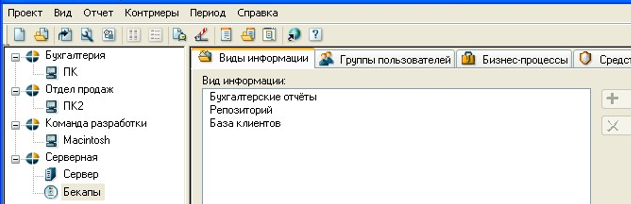 Проект Вид Отчет Контрмеры Период Справка
Бухгалтерия
ПК
Отдел продаж
ПК2
Команда разработки
Macintosh
Серверная
Сервер
Бекапы
Виды информации Группы пользователей Бизнес-процессы Средст
Вид информации:
Бухгалтерские отчёты
Репозиторий
База клиентов